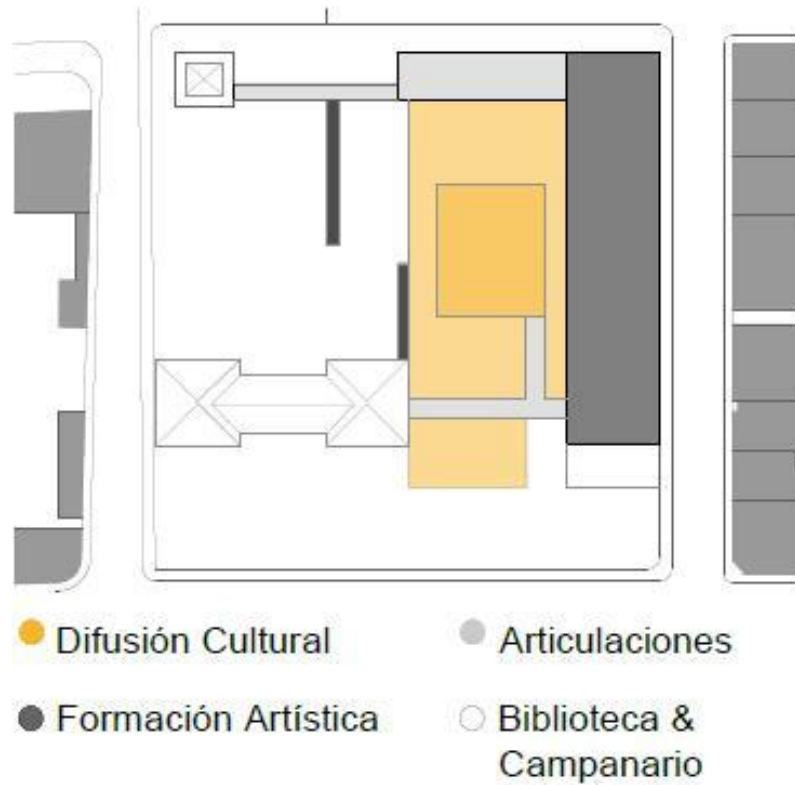 Difusión Cultural
Articulaciones
Formación Artística
Biblioteca &
Campanario